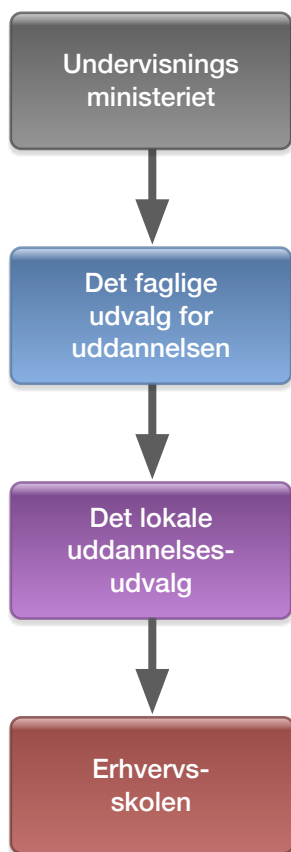 Undervisnings
ministeriet
Det faglige
udvalg for
uddannelsen
Det lokale
uddannelses-
udvalg
Erhvervs-
skolen